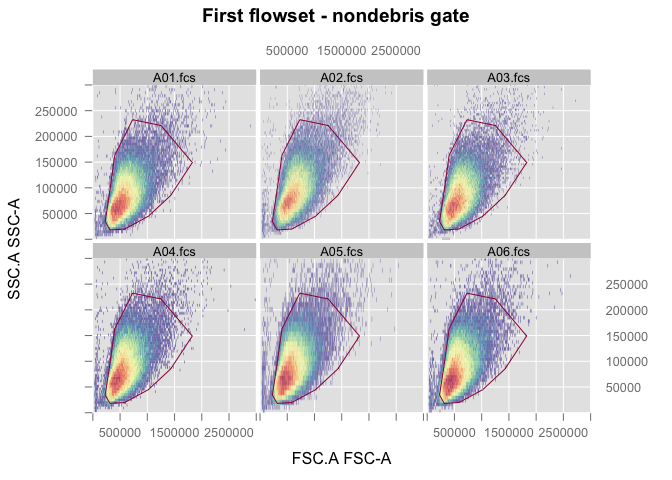 First flowset - nondebris gate
500000 1500000 2500000
A01.fcs A02.fcs A03.fcs
250000
200000
150000
100000
50000
SSC.A SSC-A
A04.fcs A05.fcs A06.fcs
250000
200000
150000
100000
50000
500000 1500000 2500000 500000 1500000 2500000
FSC.A FSC-A